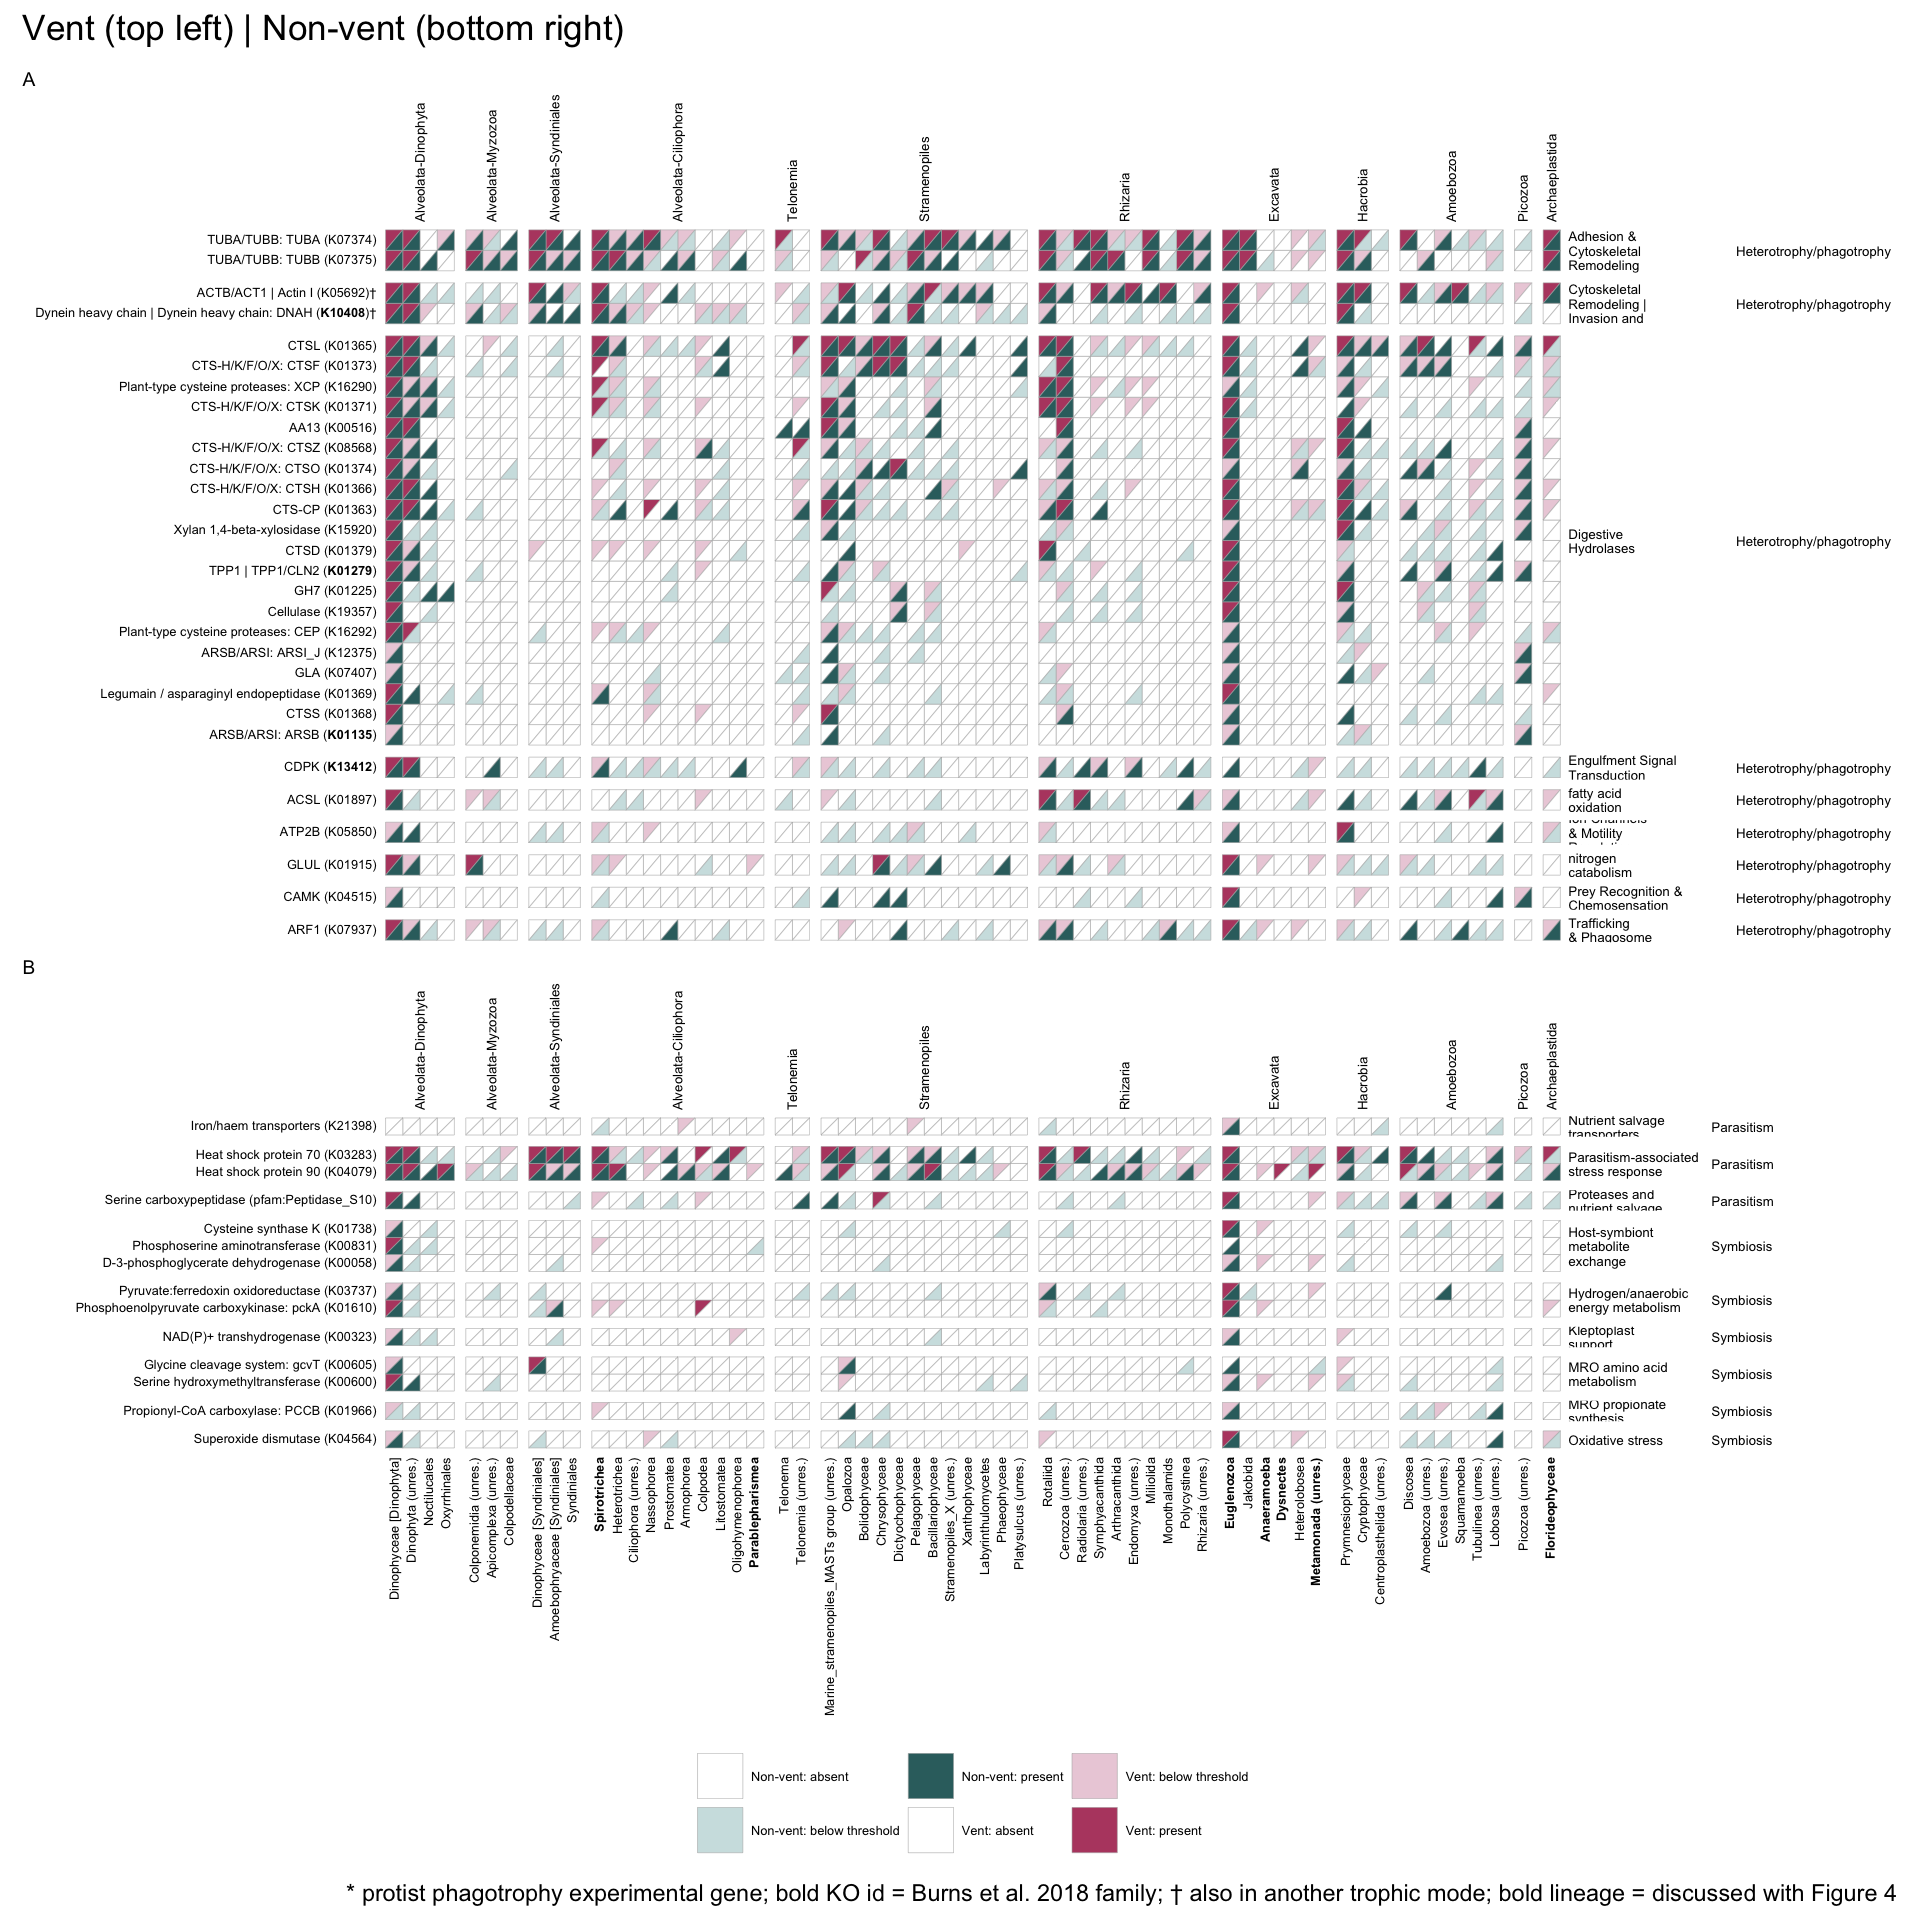 Vent (top left) | Non-vent (bottom right)
A
Alveolata-Dinophyta
Alveolata-Myzozoa
Alveolata-Syndiniales
Alveolata-Ciliophora
Telonemia
Stramenopiles
Rhizaria
Excavata
Hacrobia
Amoebozoa
Picozoa
Archaeplastida
TUBA/TUBB: TUBA (K07374)
TUBA/TUBB: TUBB (K07375)
Adhesion &
Cytoskeletal
Remodeling
Heterotrophy/phagotrophy
ACTB/ACT1 | Actin I (K05692)†
Dynein heavy chain | Dynein heavy chain: DNAH (K10408)†
Cytoskeletal
Remodeling |
Invasion and
Heterotrophy/phagotrophy
CTSL (K01365)
CTS-H/K/F/O/X: CTSF (K01373)
Plant-type cysteine proteases: XCP (K16290)
CTS-H/K/F/O/X: CTSK (K01371)
AA13 (K00516)
CTS-H/K/F/O/X: CTSZ (K08568)
CTS-H/K/F/O/X: CTSO (K01374)
CTS-H/K/F/O/X: CTSH (K01366)
CTS-CP (K01363)
Xylan 1,4-beta-xylosidase (K15920)
CTSD (K01379)
TPP1 | TPP1/CLN2 (K01279)
GH7 (K01225)
Cellulase (K19357)
Plant-type cysteine proteases: CEP (K16292)
ARSB/ARSI: ARSI_J (K12375)
GLA (K07407)
Legumain / asparaginyl endopeptidase (K01369)
CTSS (K01368)
ARSB/ARSI: ARSB (K01135)
Digestive
Hydrolases
Heterotrophy/phagotrophy
CDPK (K13412)
Engulfment Signal
Transduction
Heterotrophy/phagotrophy
ACSL (K01897)
fatty acid
oxidation
Heterotrophy/phagotrophy
ATP2B (K05850)
Ion Channels
& Motility
Heterotrophy/phagotrophy
GLUL (K01915)
nitrogen
catabolism
Heterotrophy/phagotrophy
CAMK (K04515)
Prey Recognition &
Chemosensation
Heterotrophy/phagotrophy
ARF1 (K07937)
Trafficking
& Phagosome
Heterotrophy/phagotrophy
B
Alveolata-Dinophyta
Alveolata-Myzozoa
Alveolata-Syndiniales
Alveolata-Ciliophora
Telonemia
Stramenopiles
Rhizaria
Excavata
Hacrobia
Amoebozoa
Picozoa
Archaeplastida
Iron/haem transporters (K21398)
Nutrient salvage
transporters
Parasitism
Heat shock protein 70 (K03283)
Heat shock protein 90 (K04079)
Parasitism-associated
stress response
Parasitism
Serine carboxypeptidase (pfam:Peptidase_S10)
Proteases and
nutrient salvage
Parasitism
Cysteine synthase K (K01738)
Phosphoserine aminotransferase (K00831)
D-3-phosphoglycerate dehydrogenase (K00058)
Host-symbiont
metabolite
exchange
Symbiosis
Pyruvate:ferredoxin oxidoreductase (K03737)
Phosphoenolpyruvate carboxykinase: pckA (K01610)
Hydrogen/anaerobic
energy metabolism
Symbiosis
NAD(P)+ transhydrogenase (K00323)
Kleptoplast
support
Symbiosis
Glycine cleavage system: gcvT (K00605)
Serine hydroxymethyltransferase (K00600)
MRO amino acid
metabolism
Symbiosis
Propionyl-CoA carboxylase: PCCB (K01966)
MRO propionate
synthesis
Symbiosis
Superoxide dismutase (K04564)
Oxidative stress
Symbiosis
Dinophyceae [Dinophyta]
Dinophyta (unres.)
Noctilucales
Oxyrrhinales
Colponemidia (unres.)
Apicomplexa (unres.)
Colpodellaceae
Dinophyceae [Syndiniales]
Amoebophryaceae [Syndiniales]
Syndiniales
Spirotrichea
Heterotrichea
Ciliophora (unres.)
Nassophorea
Prostomatea
Armophorea
Colpodea
Litostomatea
Oligohymenophorea
Parablepharismea
Telonema
Telonemia (unres.)
Marine_stramenopiles_MASTs group (unres.)
Opalozoa
Bolidophyceae
Chrysophyceae
Dictyochophyceae
Pelagophyceae
Bacillariophyceae
Stramenopiles_X (unres.)
Xanthophyceae
Labyrinthulomycetes
Phaeophyceae
Platysulcus (unres.)
Rotaliida
Cercozoa (unres.)
Radiolaria (unres.)
Symphyacanthida
Arthracanthida
Endomyxa (unres.)
Miliolida
Monothalamids
Polycystinea
Rhizaria (unres.)
Euglenozoa
Jakobida
Anaeramoeba
Dysnectes
Heterolobosea
Metamonada (unres.)
Prymnesiophyceae
Cryptophyceae
Centroplasthelida (unres.)
Discosea
Amoebozoa (unres.)
Evosea (unres.)
Squamamoeba
Tubulinea (unres.)
Lobosa (unres.)
Picozoa (unres.)
Florideophyceae
Non-vent: absent
Non-vent: present
Vent: below threshold
Non-vent: below threshold
Vent: absent
Vent: present
* protist phagotrophy experimental gene; bold KO id = Burns et al. 2018 family; † also in another trophic mode; bold lineage = discussed with Figure 4